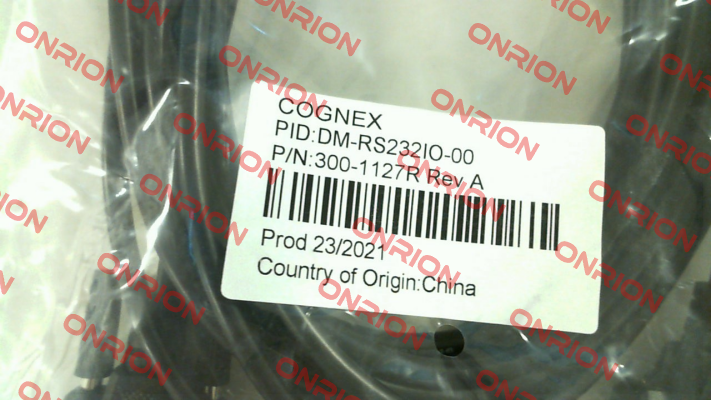 COGNEX
PID:DM-RS232IO-00
P/N:300-1127R Rev A
Prod 23/2021
Country of Origin:China
ONRION